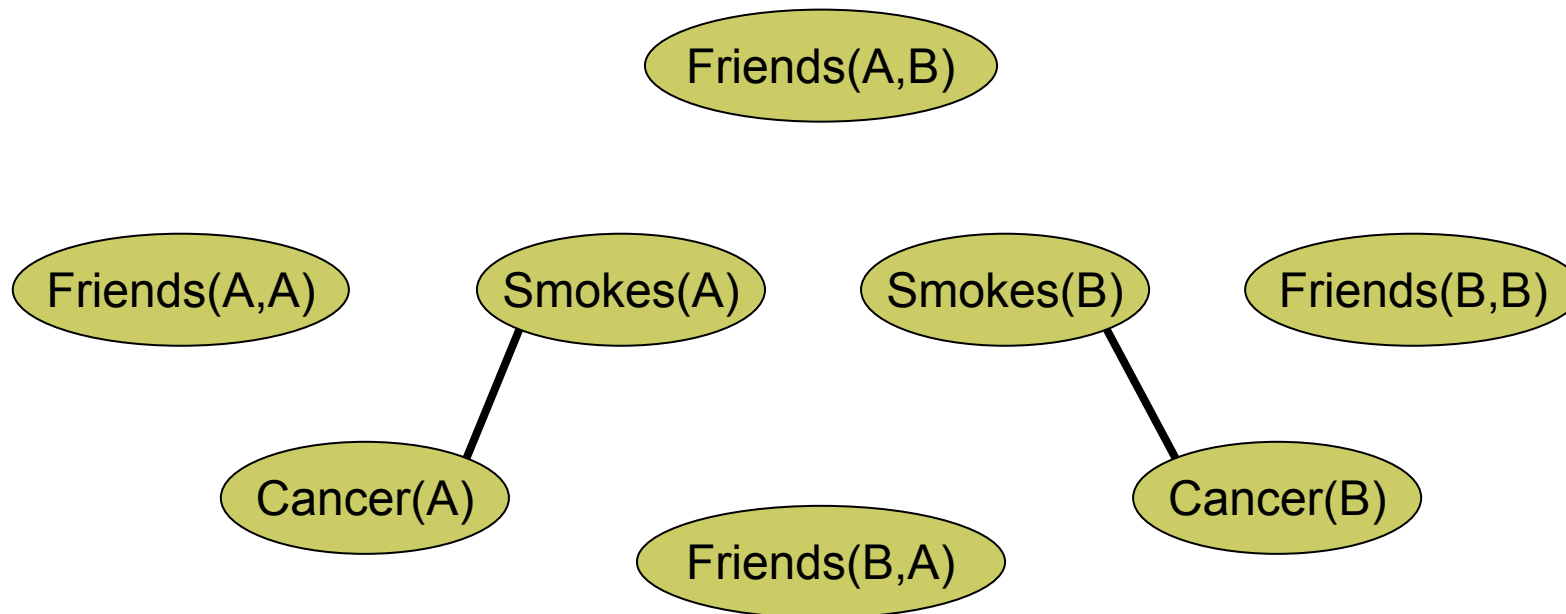 Friends(A,B)
Friends(A,A)
Smokes(A)
Smokes(B)
Friends(B,B)
Cancer(A)
Cancer(B)
Friends(B,A)